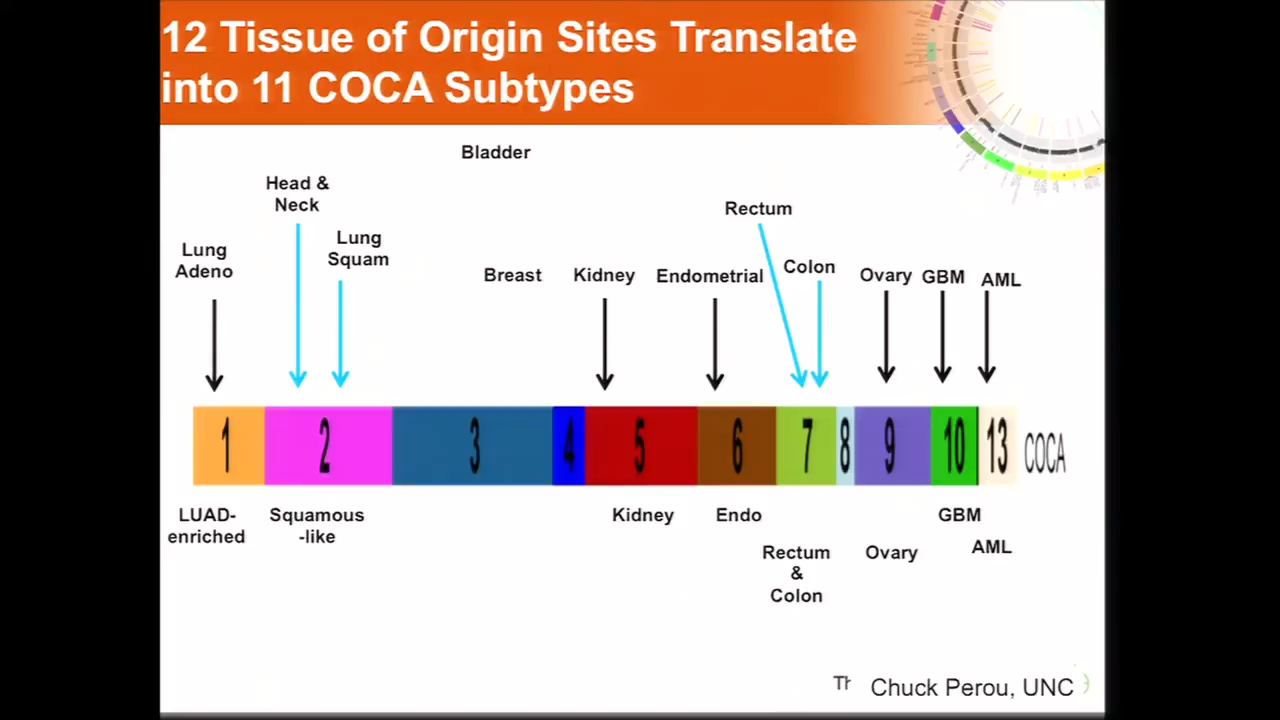 12 Tissue of Origin Sites Translate
into 11 COCA Subtypes
Bladder
Head &
Neck
Rectum
Lung
Squam
Lung
Adeno
Colon
Breast
Kidney
Endometrial
Ovary
GBM
AML
1
2
3
4
5
6
7
8
9
10
13
COCA
LUAD-
enriched
Squamous
-like
Kidney
Endo
GBM
AML
Rectum
&
Colon
Ovary
Chuck Perou, UNC